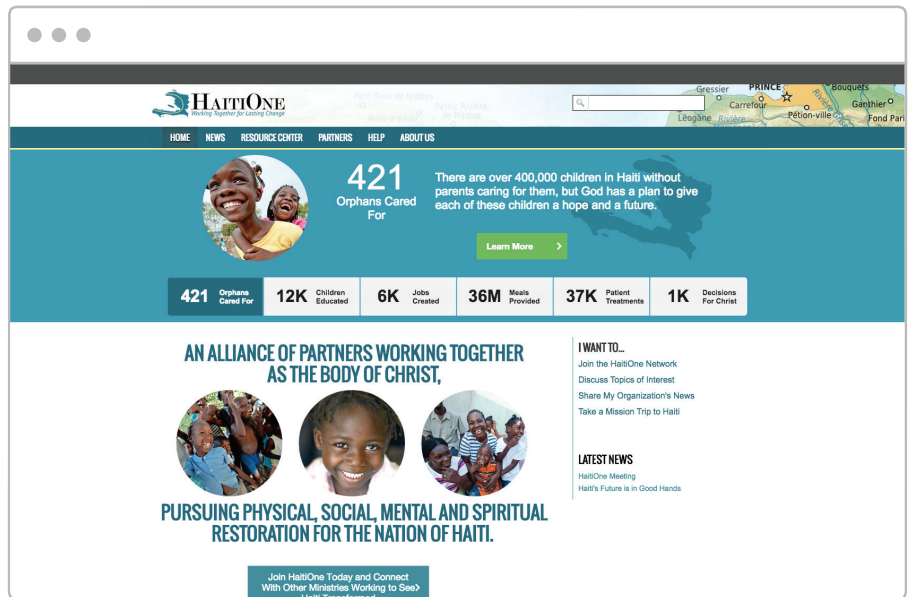 HAITIONE
Working Together for Lasting Change
Gressier
PRINCE
Bouquets
Carrefour
Ganthier
Léogâne
Rivière
Pétion-ville
Fond Pari
HOME NEWS RESOURCE CENTER PARTNERS HELP ABOUT US
421
Orphans Cared
For
There are over 400,000 children in Haiti without
parents caring for them, but God has a plan to give
each of these children a hope and a future.
Learn More
421 Orphans
Cared For
12K Children
Educated
6K Jobs
Created
36M Meals
Provided
37K Patient
Treatments
1K Decisions
For Christ
AN ALLIANCE OF PARTNERS WORKING TOGETHER
AS THE BODY OF CHRIST,
PURSUING PHYSICAL, SOCIAL, MENTAL AND SPIRITUAL
RESTORATION FOR THE NATION OF HAITI.
Join HaitiOne Today and Connect
With Other Ministries Working to See
Haiti Transformed
I WANT TO...
Join the HaitiOne Network
Discuss Topics of Interest
Share My Organization's News
Take a Mission Trip to Haiti
LATEST NEWS
HaitiOne Meeting
Haiti's Future is in Good Hands